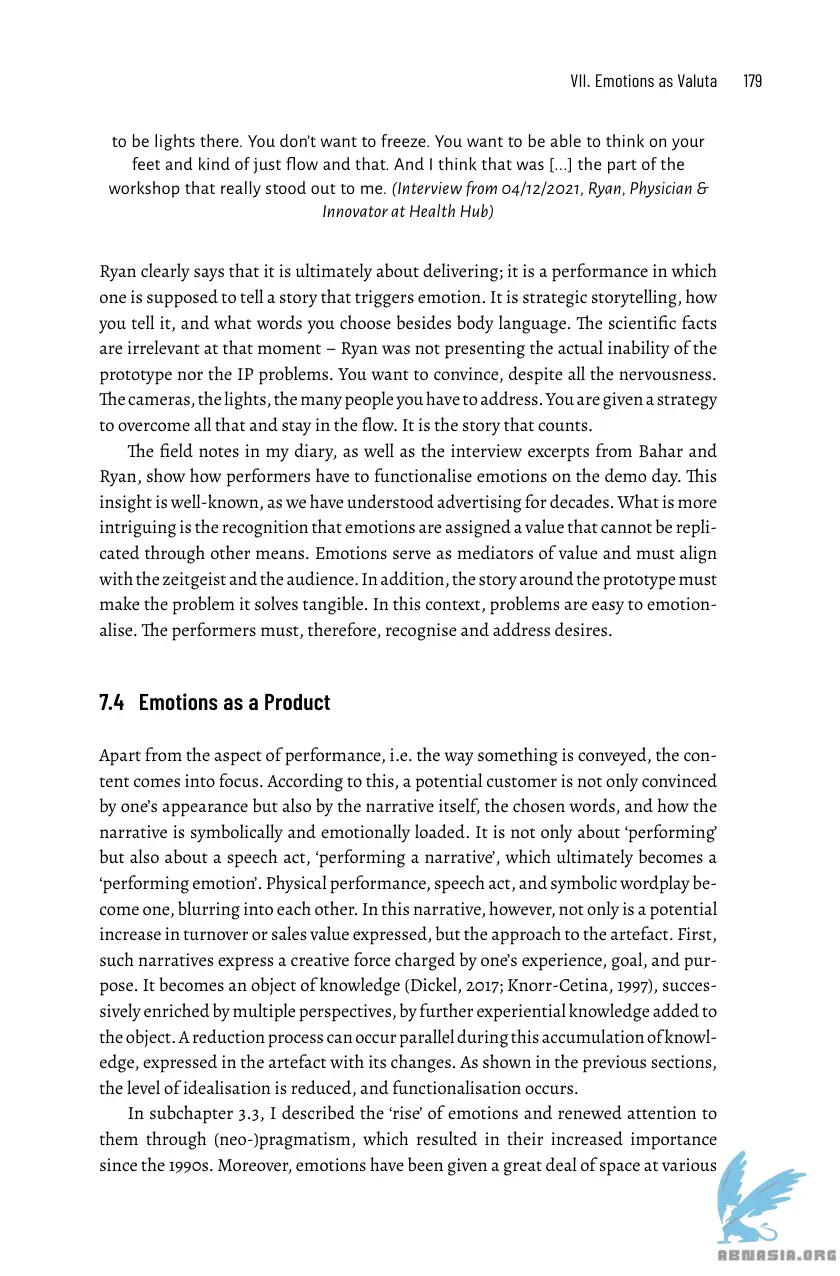 VII. Emotions as Valuta 179
to be lights there. You don’t want to freeze. You want to be able to think on your
feet and kind of just flow and that. And I think that was [...] the part of the
workshop that really stood out to me. (Interview from 04/12/2021, Ryan, Physician &
Innovator at Health Hub)
Ryan clearly says that it is ultimately about delivering; it is a performance in which
one is supposed to tell a story that triggers emotion. It is strategic storytelling, how
you tell it, and what words you choose besides body language. The scientific facts
are irrelevant at that moment – Ryan was not presenting the actual inability of the
prototype nor the IP problems. You want to convince, despite all the nervousness.
The cameras, the lights, the many people you have to address. You are given a strategy
to overcome all that and stay in the flow. It is the story that counts.
The field notes in my diary, as well as the interview excerpts from Bahar and
Ryan, show how performers have to functionalise emotions on the demo day. This
insight is well-known, as we have understood advertising for decades. What is more
intriguing is the recognition that emotions are assigned a value that cannot be repli-
cated through other means. Emotions serve as mediators of value and must align
with the zeitgeist and the audience. In addition, the story around the prototype must
make the problem it solves tangible. In this context, problems are easy to emotion-
alise. The performers must, therefore, recognise and address desires.
7.4 Emotions as a Product
Apart from the aspect of performance, i.e. the way something is conveyed, the con-
tent comes into focus. According to this, a potential customer is not only convinced
by one’s appearance but also by the narrative itself, the chosen words, and how the
narrative is symbolically and emotionally loaded. It is not only about ‘performing’
but also about a speech act, ‘performing a narrative’, which ultimately becomes a
‘performing emotion’. Physical performance, speech act, and symbolic wordplay be-
come one, blurring into each other. In this narrative, however, not only is a potential
increase in turnover or sales value expressed, but the approach to the artefact. First,
such narratives express a creative force charged by one’s experience, goal, and pur-
pose. It becomes an object of knowledge (Dickel, 2017; Knorr-Cetina, 1997), succes-
sively enriched by multiple perspectives, by further experiential knowledge added to
the object. A reduction process can occur parallel during this accumulation of knowl-
edge, expressed in the artefact with its changes. As shown in the previous sections,
the level of idealisation is reduced, and functionalisation occurs.
In subchapter 3.3, I described the ‘rise’ of emotions and renewed attention to
them through (neo-)pragmatism, which resulted in their increased importance
since the 1990s. Moreover, emotions have been given a great deal of space at various
ABNASIA.ORG